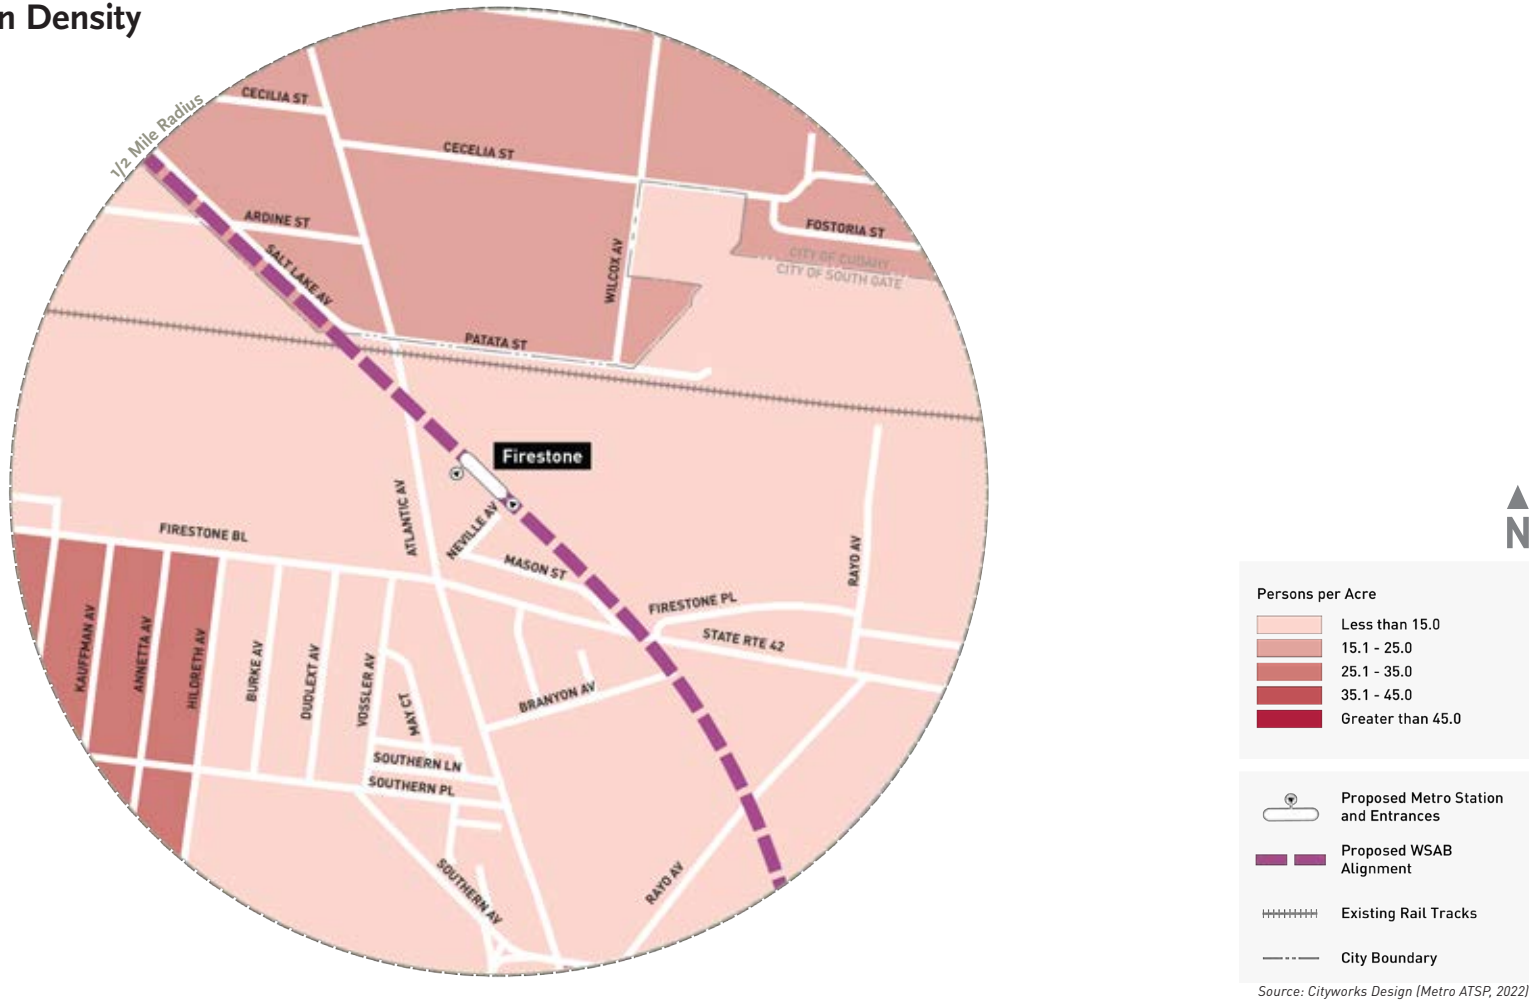 n Density
1/2 Mile Radius
CECILIA ST
CECELIA ST
ARDINE ST
SALT LAKE AV
WILCOX AV
FOSTORIA ST
CITY OF CUDAHY
CITY OF SOUTH GATE
PATATA ST
Firestone
ATLANTIC AV
NEVILLE AV
FIRESTONE BL
MASON ST
RAYO AV
FIRESTONE PL
STATE RTE 42
KAUFFMAN AV
ANNETTA AV
HILDRETH AV
BURKE AV
DUDLEXT AV
VOSSLER AV
MAY CT
BRANYON AV
SOUTHERN LN
SOUTHERN PL
SOUTHERN AV
RAYO AV
N
Persons per Acre
Less than 15.0
15.1 - 25.0
25.1 - 35.0
35.1 - 45.0
Greater than 45.0
Proposed Metro Station
and Entrances
Proposed WSAB
Alignment
Existing Rail Tracks
City Boundary
Source: Cityworks Design (Metro ATSP, 2022)